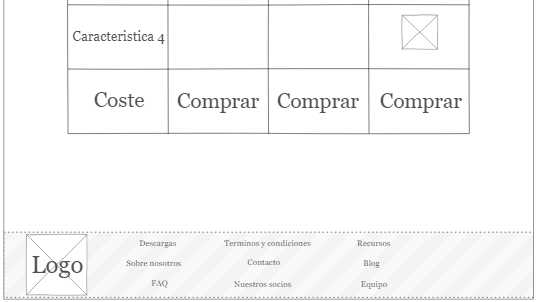 Caracteristica 4
Coste Comprar Comprar Comprar
Logo
Descargas Terminos y condiciones Recursos
Sobre nosotros Contacto Blog
FAQ Nuestros socios Equipo